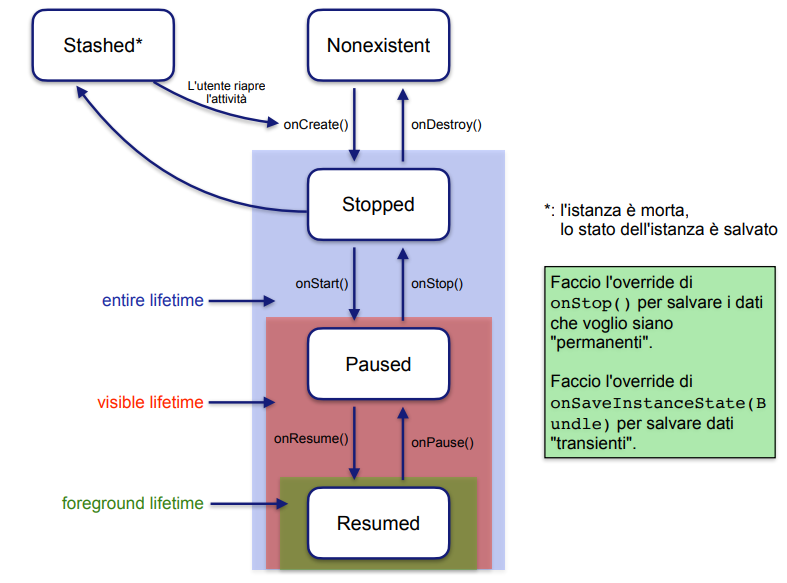 Stashed*
Nonexistent
L'utente riapre
l'attività
onCreate()
onDestroy()
Stopped
*: l'istanza è morta,
lo stato dell'istanza è salvato
onStart()
onStop()
entire lifetime
Faccio l'override di
onStop() per salvare i dati
che voglio siano
"permanenti".
Faccio l'override di
onSaveInstanceState(B
undle) per salvare dati
"transienti".
Paused
visible lifetime
onResume()
onPause()
foreground lifetime
Resumed